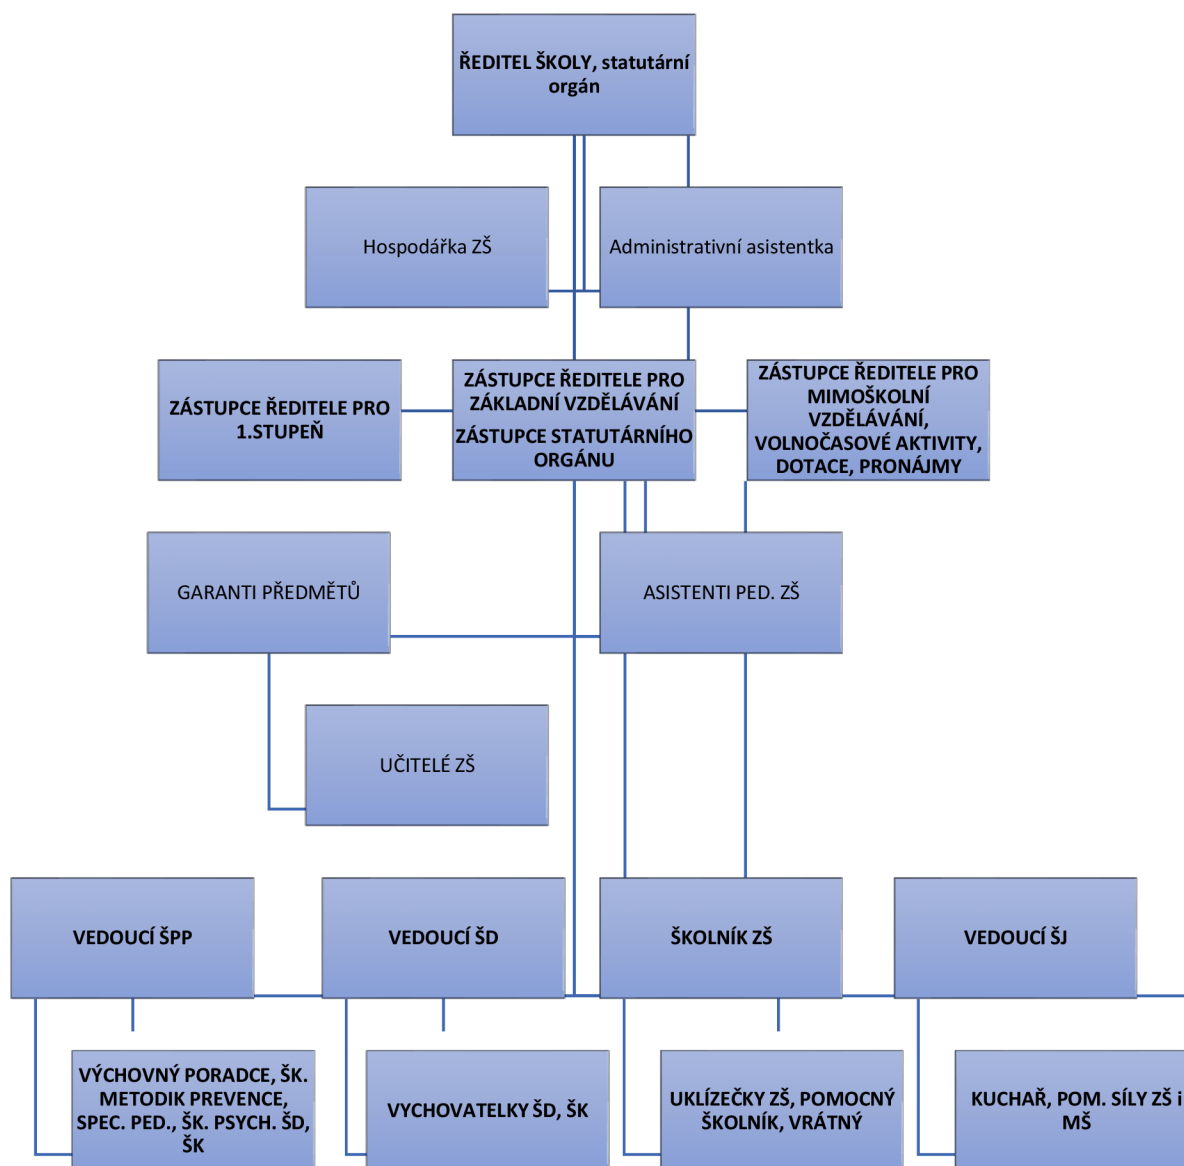 ŘEDITEL ŠKOLY, statutární
orgán
Hospodářka ZŠ
Administrativní asistentka
ZÁSTUPCE ŘEDITELE PRO
1.STUPEŇ
ZÁSTUPCE ŘEDITELE PRO
ZÁKLADNÍ VZDĚLÁVÁNÍ
ZÁSTUPCE STATUTÁRNÍHO
ORGÁNU
ZÁSTUPCE ŘEDITELE PRO
MIMOŠKOLNÍ
VZDĚLÁVÁNÍ,
VOLNOČASOVÉ AKTIVITY,
DOTACE, PRONÁJMY
GARANTI PŘEDMĚTŮ
ASISTENTI PED. ZŠ
UČITELÉ ZŠ
VEDOUCÍ ŠPP
VEDOUCÍ ŠD
ŠKOLNÍK ZŠ
VEDOUCÍ ŠJ
VÝCHOVNÝ PORADCE, ŠK.
METODIK PREVENCE,
SPEC. PED., ŠK. PSYCH. ŠD,
ŠK
VYCHOVATELKY ŠD, ŠK
UKLÍZEČKY ZŠ, POMOCNÝ
ŠKOLNÍK, VRÁTNÝ
KUCHAŘ, POM. SÍLY ZŠ i
MŠ